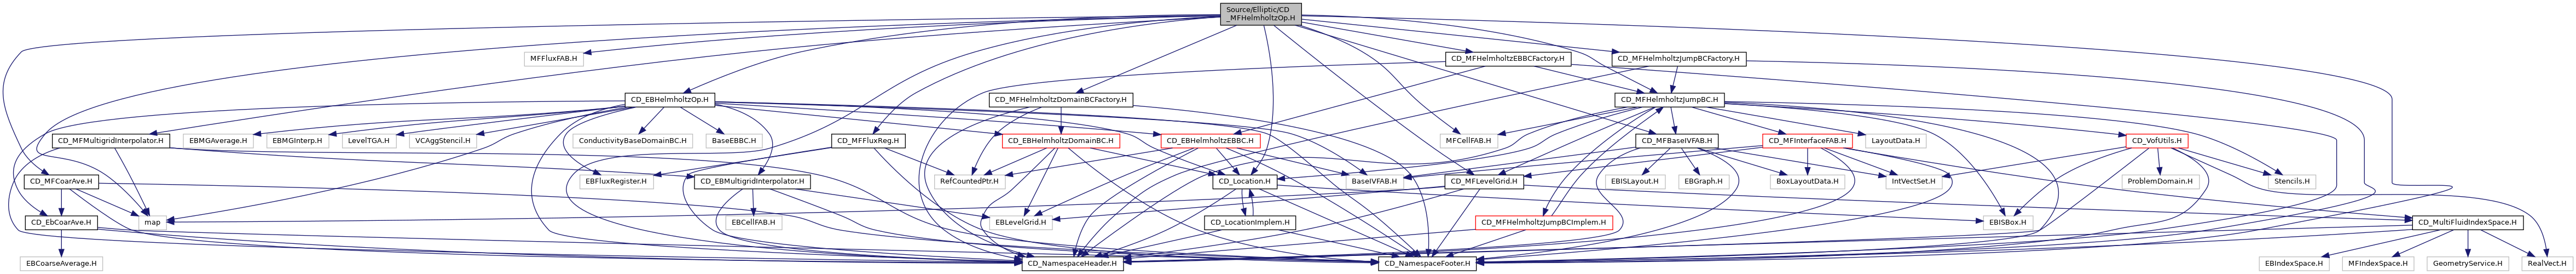 Source/Elliptic/CD
_MFHelmholtzOp.H
MFFluxFAB.H
CD_MFHelmholtzEBBCFactory.H
CD_MFHelmholtzJumpBCFactory.H
CD_EBHelmholtzOp.H
CD_MFHelmholtzDomainBCFactory.H
CD_MFHelmholtzJumpBC.H
CD_MFMultigridInterpolator.H
EBMGAverage.H
EBMGInterp.H
LevelTGA.H
VCAggStencil.H
ConductivityBaseDomainBC.H
BaseEBBC.H
CD_MFFluxReg.H
CD_EBHelmholtzDomainBC.H
CD_EBHelmholtzEBBC.H
MFCellFAB.H
CD_MFBaseIVFAB.H
CD_MFInterfaceFAB.H
LayoutData.H
CD_VofUtils.H
CD_MFCoarAve.H
EBFluxRegister.H
CD_EBMultigridInterpolator.H
RefCountedPtr.H
CD_Location.H
BaseIVFAB.H
CD_MFLevelGrid.H
EBISLayout.H
EBGraph.H
BoxLayoutData.H
IntVectSet.H
ProblemDomain.H
Stencils.H
CD_EbCoarAve.H
map
EBCellFAB.H
EBLevelGrid.H
CD_LocationImplem.H
CD_MFHelmholtzJumpBCImplem.H
EBISBox.H
CD_MultiFluidIndexSpace.H
EBCoarseAverage.H
CD_NamespaceHeader.H
CD_NamespaceFooter.H
EBIndexSpace.H
MFIndexSpace.H
GeometryService.H
RealVect.H